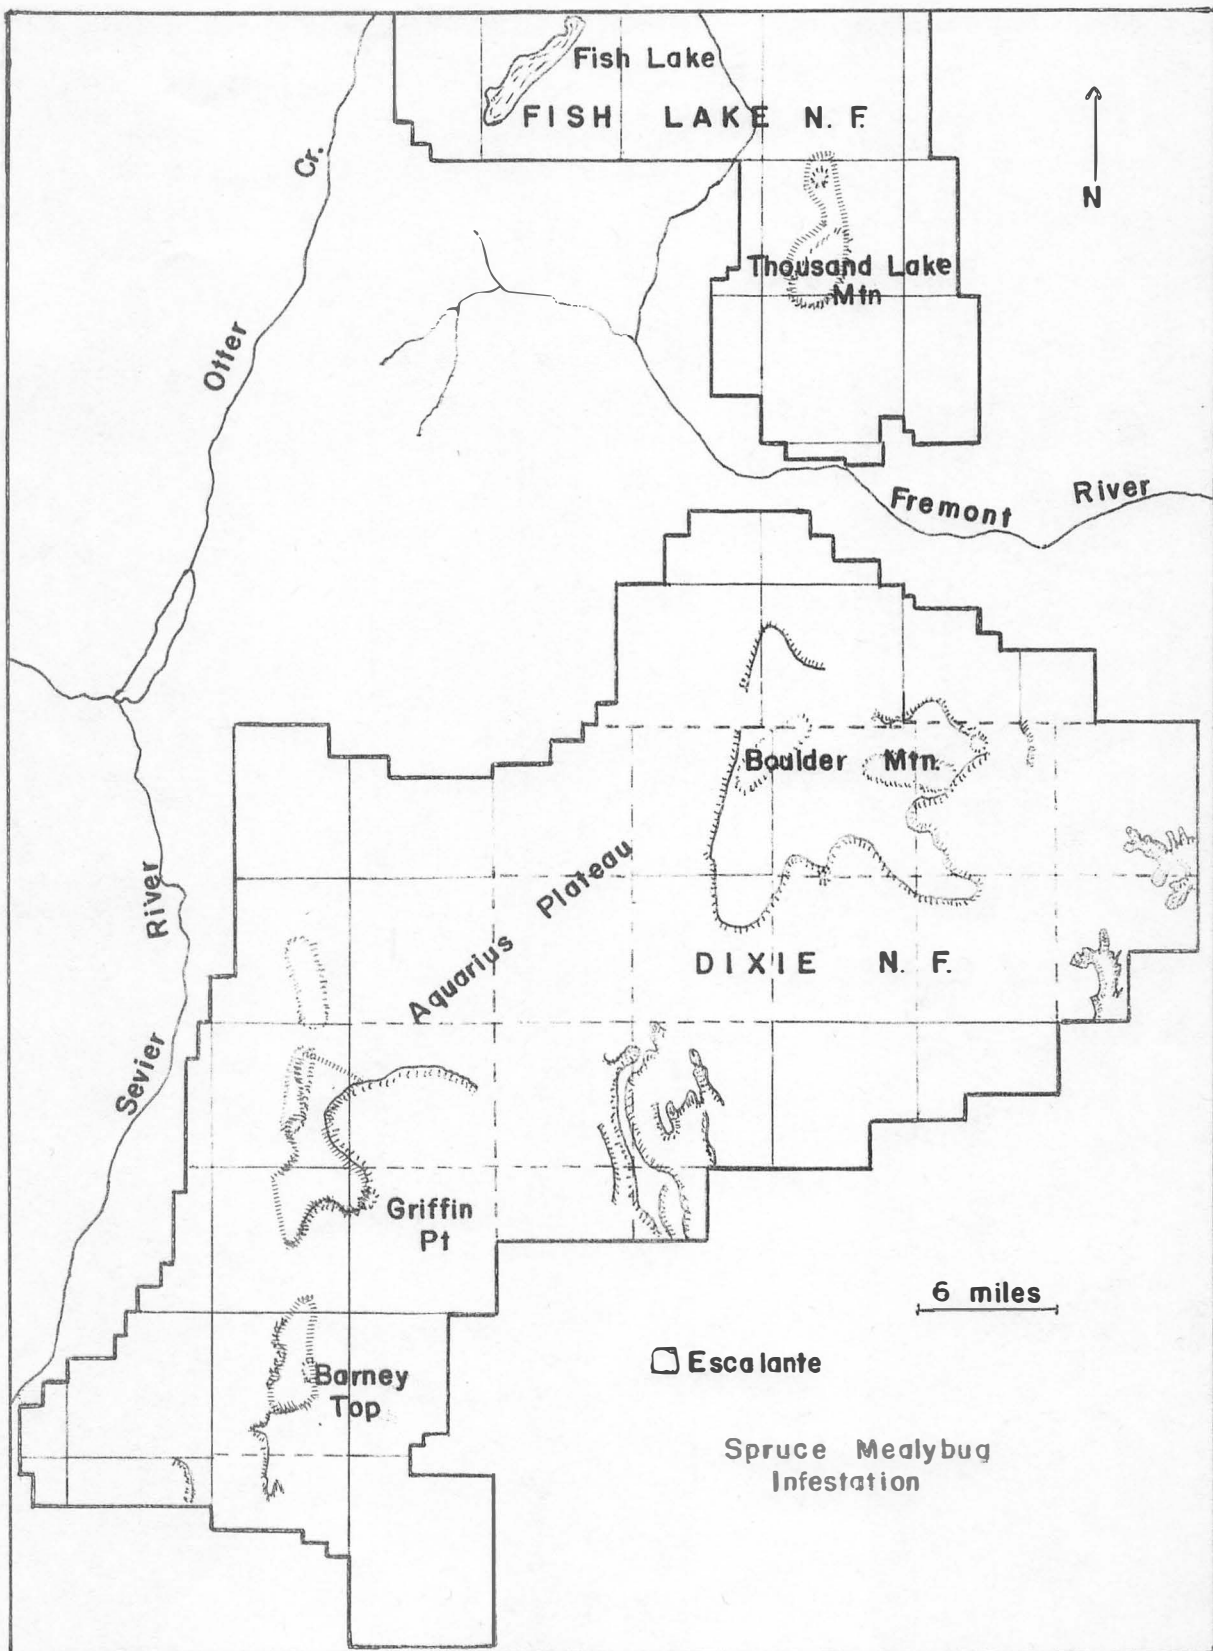 Fish Lake
FISH LAKE N. F.
Cr.
N
Thousand Lake
Mtn
Otter
Fremont River
Boulder Mtn.
Aquarius Plateau
River
DIXIE N. F.
Sevier
Griffin
Pt
6 miles
Escalante
Barney
Top
Spruce Mealybug
Infestation